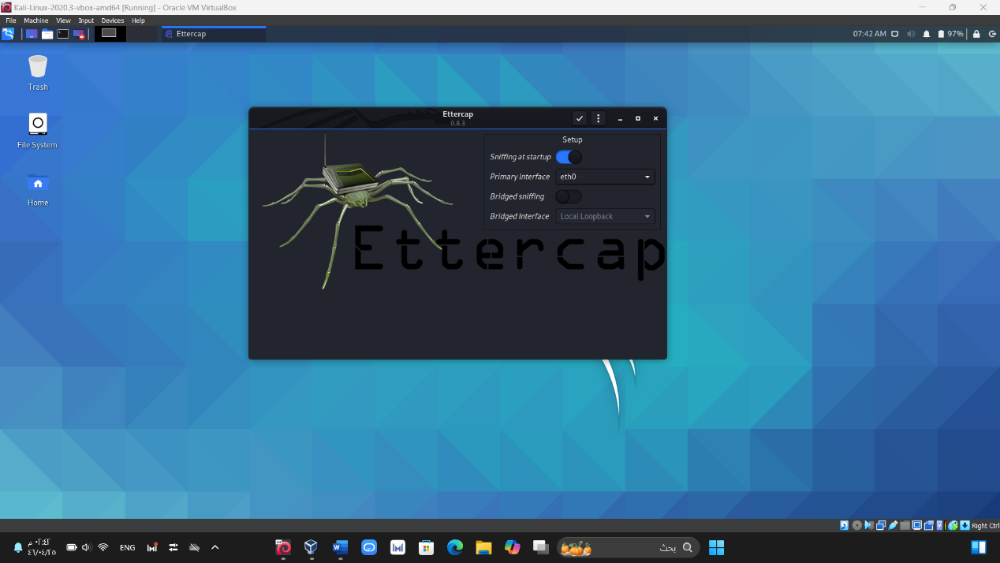 Kali-Linux-2020.3-vbox-amd64 [Running] - Oracle VM VirtualBox
File Machine View Input Devices Help
Ettercap
07:42 AM
97%
Trash
File System
Home
Ettercap
0.8.3
Setup
Sniffing at startup
Primary Interface eth0
Bridged sniffing
Bridged Interface Local Loopback
Ettercap
Right Ctrl
٠٢:٤٢ م
ENG
بحث